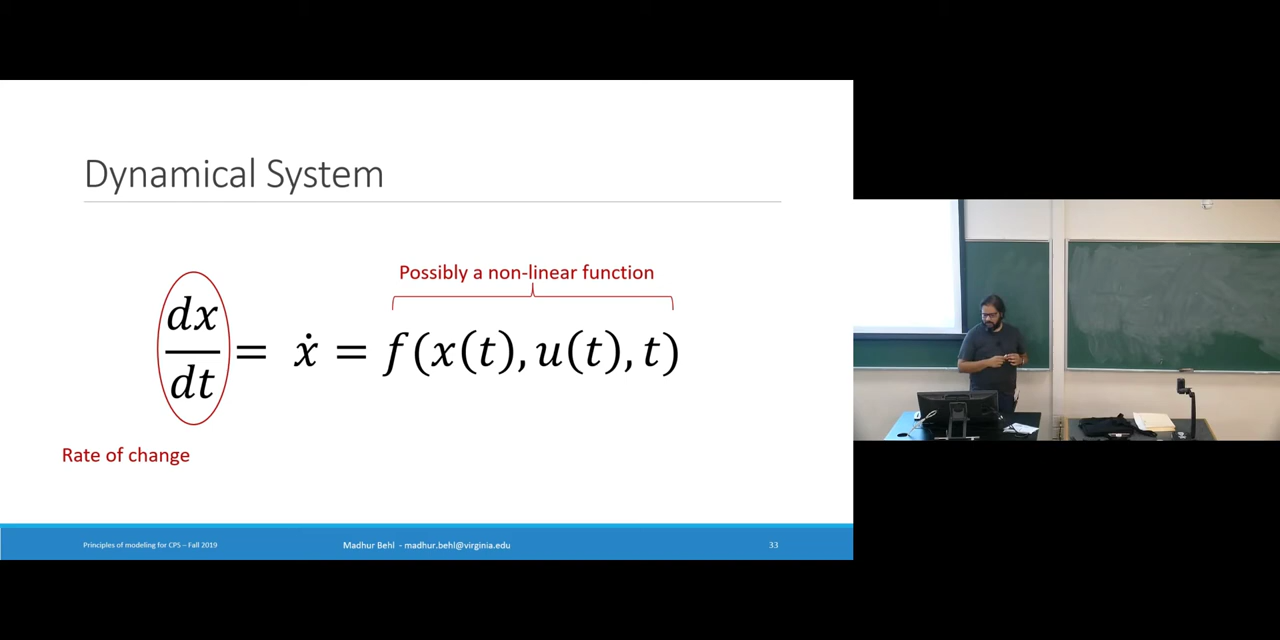 Dynamical System
Possibly a non-linear function
dx/dt = ẋ = f(x(t), u(t), t)
Rate of change
Principles of modeling for CPS – Fall 2019
Madhur Behl - madhur.behl@virginia.edu
33